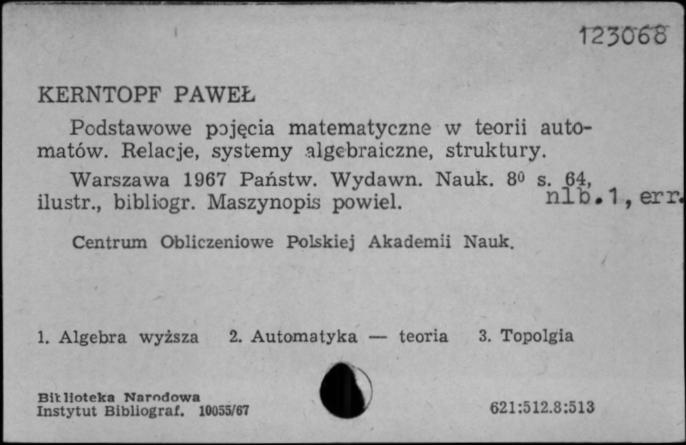 123068
KERNTOPF PAWEŁ
Podstawowe pojęcia matematyczne w teorii auto-
matów. Relacje, systemy algebraiczne, struktury.
Warszawa 1967 Państw. Wydawn. Nauk. 8⁰ s. 64,
ilustr., bibliogr. Maszynopis powiel. nlb.1, err.
Centrum Obliczeniowe Polskiej Akademii Nauk.
1. Algebra wyższa 2. Automatyka — teoria 3. Topolgia
Biblioteka Narodowa
Instytut Bibliograf. 10055/67 621:512.8:513